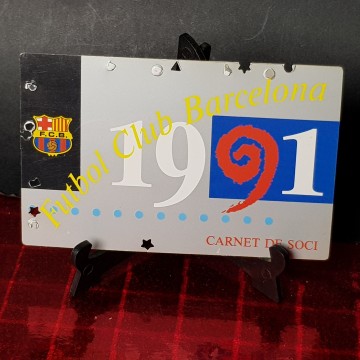 Futbol Club Barcelona
F.C.B.
1991
CARNET DE SOCI